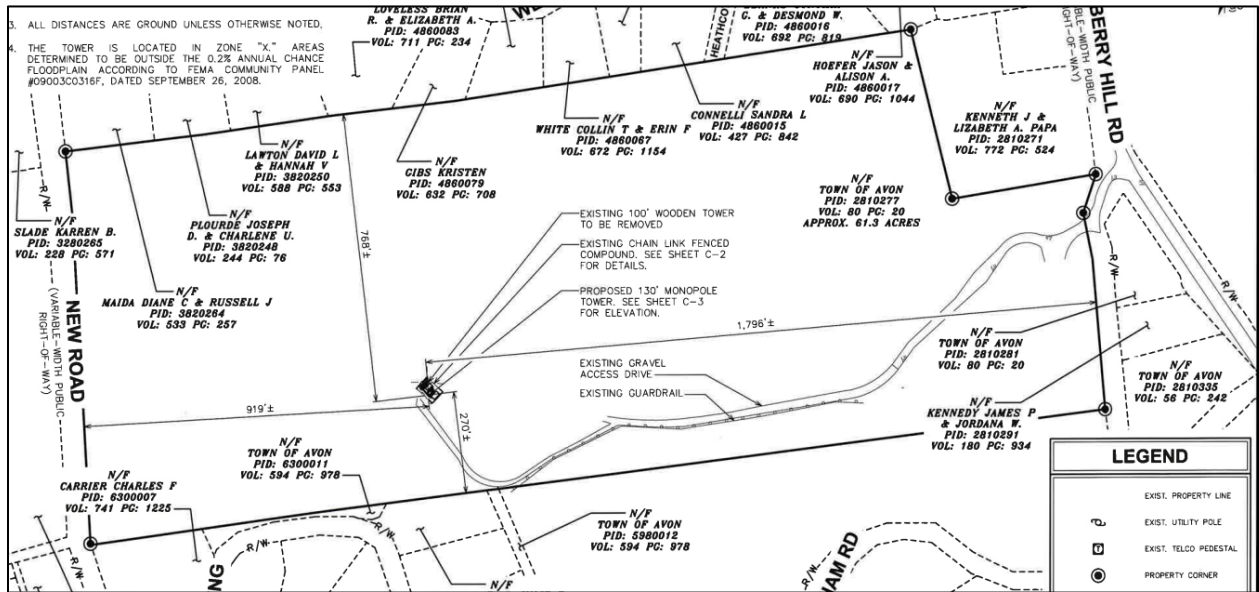 3. ALL DISTANCES ARE GROUND UNLESS OTHERWISE NOTED.
4. THE TOWER IS LOCATED IN ZONE "X." AREAS
DETERMINED TO BE OUTSIDE THE 0.2% ANNUAL CHANCE
FLOODPLAIN ACCORDING TO FEMA COMMUNITY PANEL
#09003C0316F, DATED SEPTEMBER 26, 2008.
LOVELESS BRIAN
R. & ELIZABETH A.
4860083
VOL: 711 PG: 234
HEATHCO
G. & DESMOND W.
4860016
VOL: 692 PG: 819
N/F
HOEFER JASON &
ALISON A.
4860017
VOL: 690 PG: 1044
BERRY HILL RD
BLE-WIDTH PUBLIC
RIGHT-OF-WAY)
N/F
KENNETH J &
LIZABETH A. PAPA
2810271
VOL: 772 PG: 524
N/F
CONNELLI SANDRA L
PID: 4860015
VOL: 427 PG: 842
N/F
WHITE COLLIN T & ERIN F
PID: 4860067
VOL: 672 PG: 1154
N/F
GIBS KRISTEN
PID: 4860079
VOL: 632 PG: 708
N/F
LAWTON DAVID L
& HANNAH V
PID: 3820250
VOL: 588 PG: 553
N/F
TOWN OF AVON
PID: 2810277
VOL: 80 PG: 20
APPROX. 61.3 ACRES
R/W
N/F
SLADE KARREN B.
PID: 3280265
VOL: 228 PG: 571
N/F
PLOURDE JOSEPH
D. & CHARLENE U.
PID: 3820248
VOL: 244 PG: 76
N/F
MAIDA DIANE C & RUSSELL J
PID: 3820264
VOL: 533 PG: 257
768'±
EXISTING 100' WOODEN TOWER
TO BE REMOVED
EXISTING CHAIN LINK FENCED
COMPOUND. SEE SHEET C-2
FOR DETAILS.
PROPOSED 130' MONOPOLE
TOWER. SEE SHEET C-3
FOR ELEVATION.
R/W
R/W
NEW ROAD
(VARIABLE-WIDTH PUBLIC
RIGHT-OF-WAY)
1,796'±
N/F
TOWN OF AVON
PID: 2810281
VOL: 80 PG: 20
EXISTING GRAVEL
ACCESS DRIVE
EXISTING GUARDRAIL
N/F
TOWN OF AVON
PID: 2810335
VOL: 56 PG: 242
919'±
270'±
N/F
KENNEDY JAMES P
& JORDANA W.
PID: 2810291
VOL: 180 PG: 934
N/F
TOWN OF AVON
PID: 6300011
VOL: 594 PG: 978
N/F
CARRIER CHARLES F
PID: 6300007
VOL: 741 PG: 1225
N/F
TOWN OF AVON
PID: 5980012
VOL: 594 PG: 978
R/W
R/W
R/W
R/W
NG
HAM RD
N/F
LEGEND
EXIST. PROPERTY LINE
EXIST. UTILITY POLE
EXIST. TELCO PEDESTAL
PROPERTY CORNER